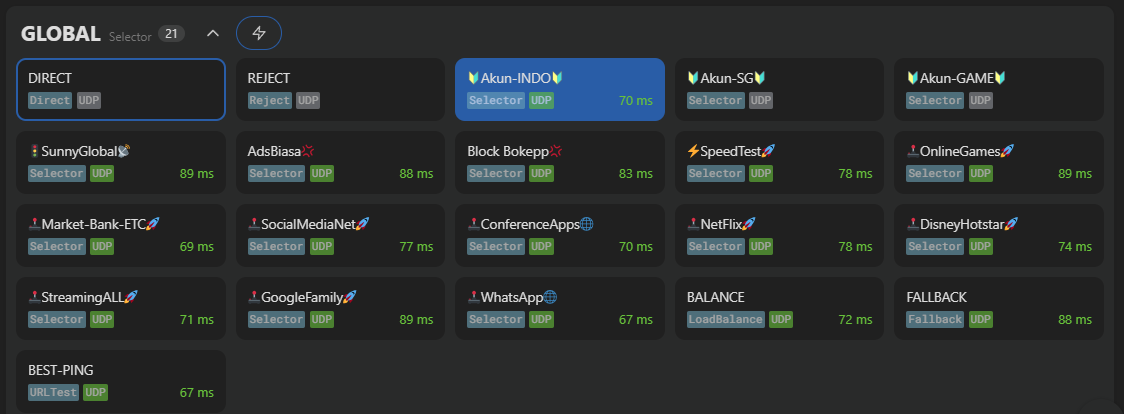 GLOBAL Selector 21
DIRECT
Direct UDP
REJECT
Reject UDP
🔰Akun-INDO🔰
Selector UDP 70 ms
🔰Akun-SG🔰
Selector UDP
🔰Akun-GAME🔰
Selector UDP
🚦SunnyGlobal📡
Selector UDP 89 ms
AdsBiasa💢
Selector UDP 88 ms
Block Bokepp💢
Selector UDP 83 ms
⚡SpeedTest🚀
Selector UDP 78 ms
🕹️OnlineGames🚀
Selector UDP 89 ms
🕹️Market-Bank-ETC🚀
Selector UDP 69 ms
🕹️SocialMediaNet🚀
Selector UDP 77 ms
🕹️ConferenceApps🌐
Selector UDP 70 ms
🕹️NetFlix🚀
Selector UDP 78 ms
🕹️DisneyHotstar🚀
Selector UDP 74 ms
🕹️StreamingALL🚀
Selector UDP 71 ms
🕹️GoogleFamily🚀
Selector UDP 89 ms
🕹️WhatsApp🌐
Selector UDP 67 ms
BALANCE
LoadBalance UDP 72 ms
FALLBACK
Fallback UDP 88 ms
BEST-PING
URLTest UDP 67 ms